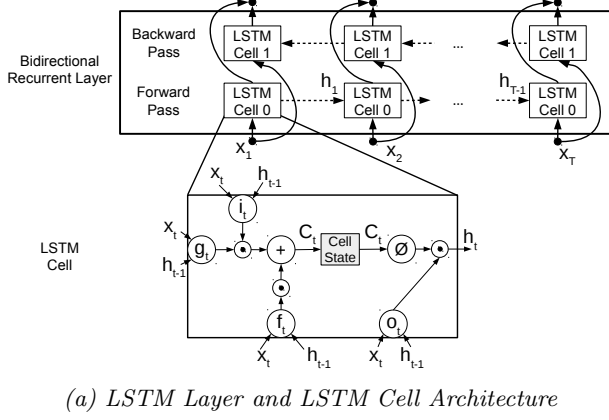 Bidirectional
Recurrent Layer
Backward
Pass
LSTM
Cell 1
LSTM
Cell 1
...
LSTM
Cell 1
Forward
Pass
LSTM
Cell 0
h1
LSTM
Cell 0
...
hT-1
LSTM
Cell 0
x1
x2
xT
LSTM
Cell
xt
ht-1
it
xt
gt
ht-1
+
Ct
Cell
State
Ct
Ø
ht
ft
xt
ht-1
ot
xt
ht-1
(a) LSTM Layer and LSTM Cell Architecture